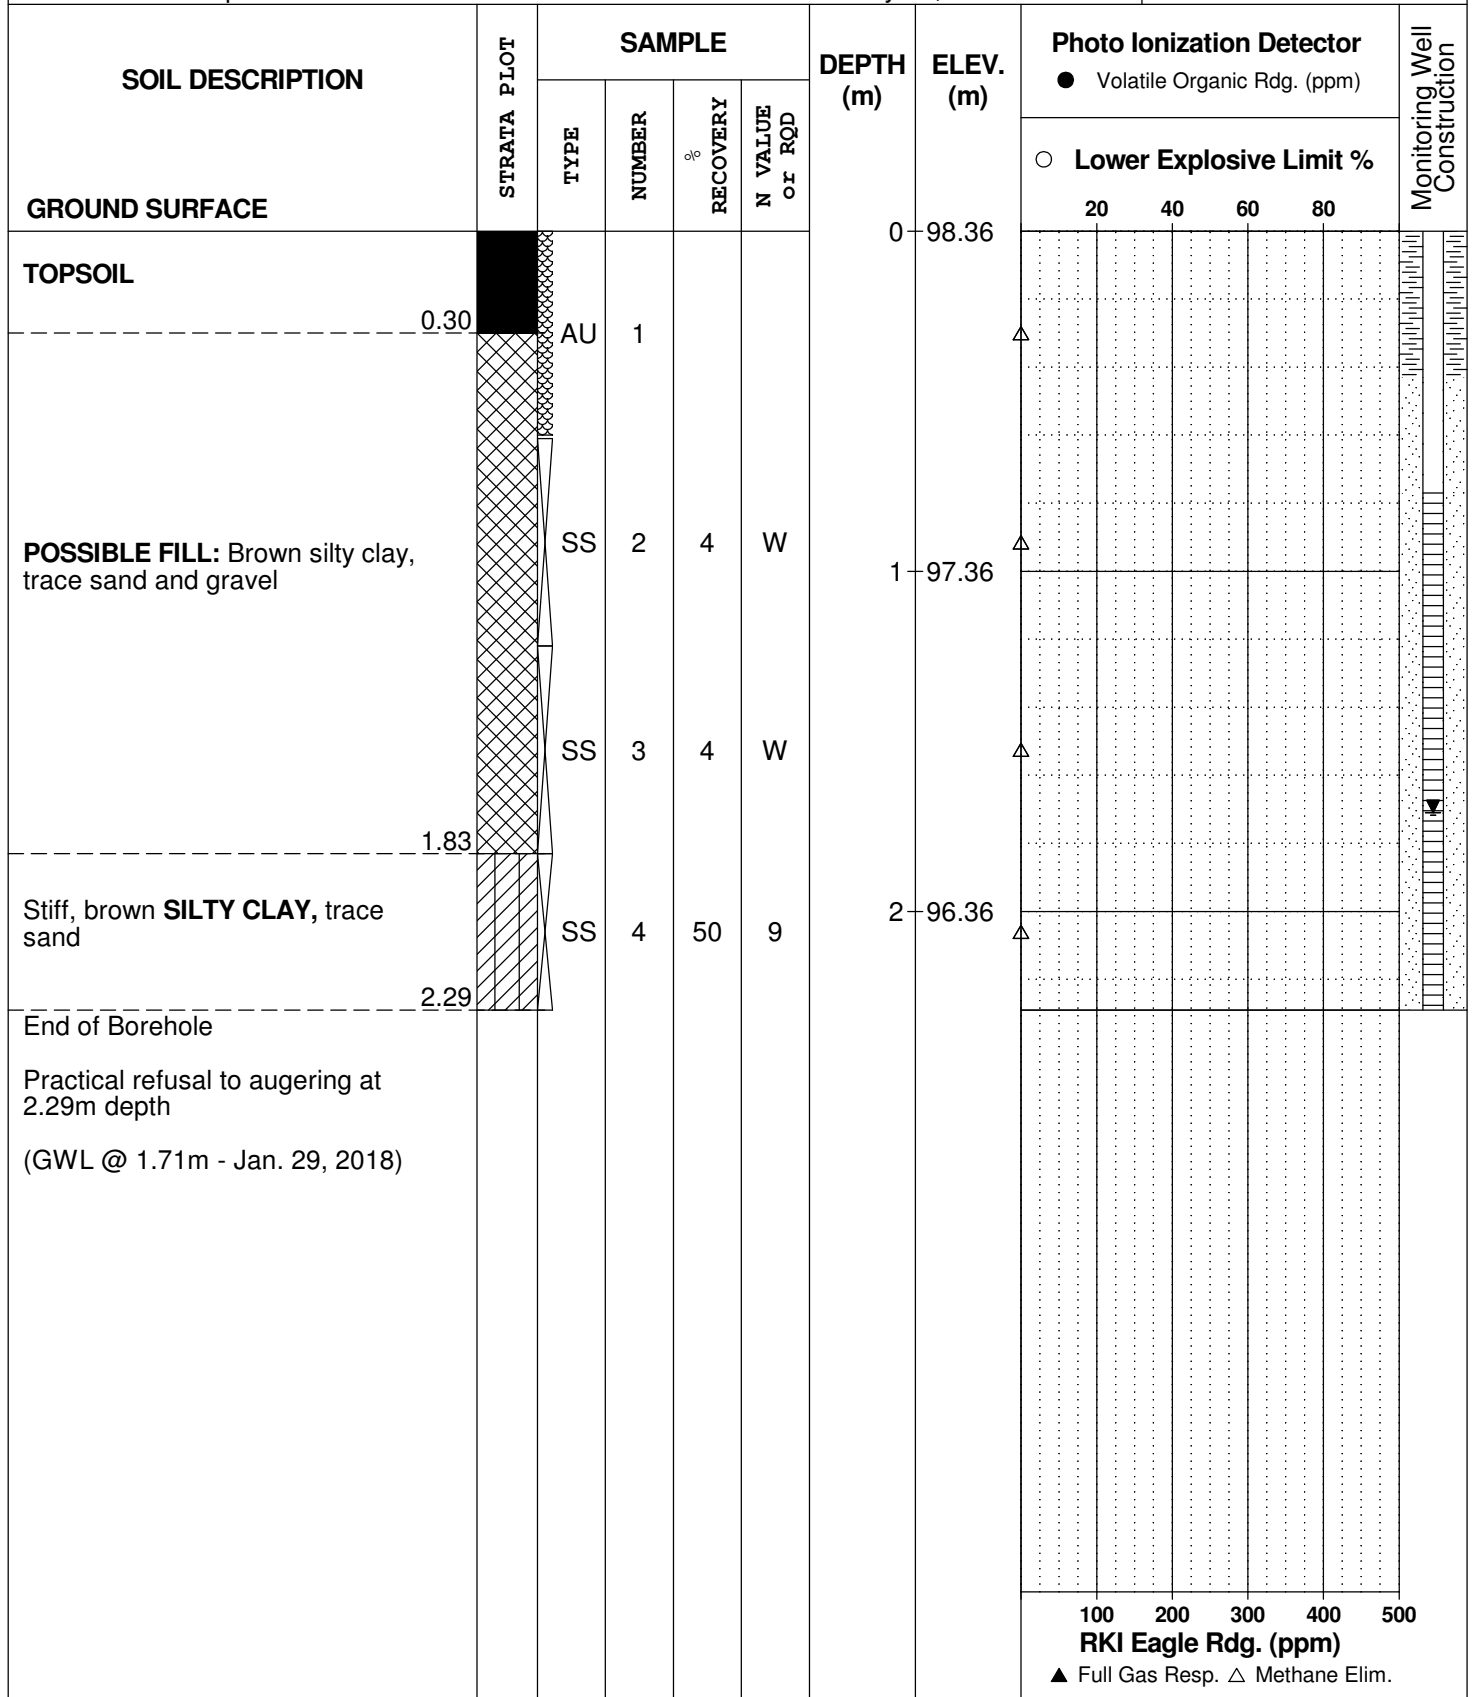 SOIL DESCRIPTION
GROUND SURFACE
STRATA PLOT
SAMPLE
TYPE
NUMBER
%
RECOVERY
N VALUE
or RQD
DEPTH
(m)
ELEV.
(m)
Photo Ionization Detector
● Volatile Organic Rdg. (ppm)
○ Lower Explosive Limit %
20 40 60 80
Monitoring Well
Construction
0 98.36
TOPSOIL
0.30
AU 1
POSSIBLE FILL: Brown silty clay,
trace sand and gravel
SS 2 4 W
1 97.36
SS 3 4 W
1.83
Stiff, brown SILTY CLAY, trace
sand
SS 4 50 9
2 96.36
2.29
End of Borehole
Practical refusal to augering at
2.29m depth
(GWL @ 1.71m - Jan. 29, 2018)
100 200 300 400 500
RKI Eagle Rdg. (ppm)
▲ Full Gas Resp. △ Methane Elim.